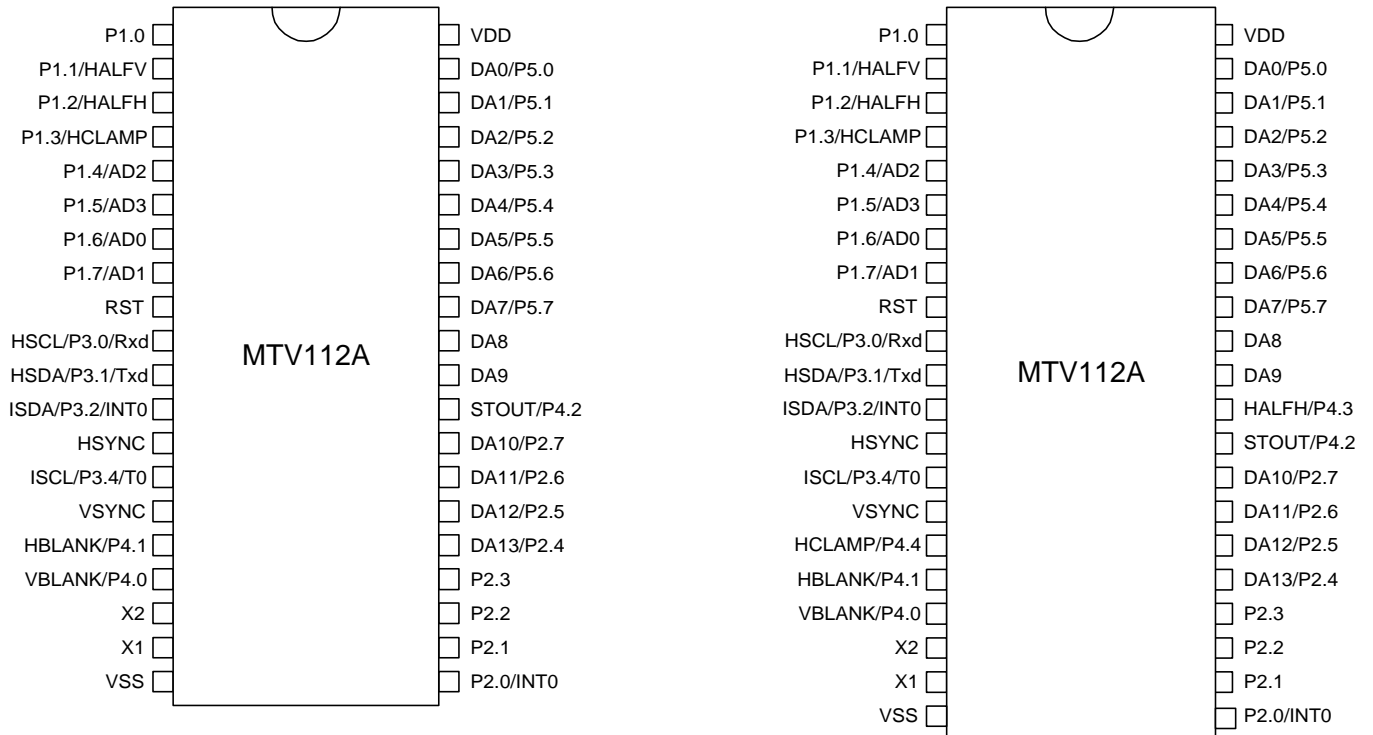 P1.0
P1.1/HALFV
P1.2/HALFH
P1.3/HCLAMP
P1.4/AD2
P1.5/AD3
P1.6/AD0
P1.7/AD1
RST
HSCL/P3.0/Rxd
HSDA/P3.1/Txd
ISDA/P3.2/INT0
HSYNC
ISCL/P3.4/T0
VSYNC
HBLANK/P4.1
VBLANK/P4.0
X2
X1
VSS
MTV112A
VDD
DA0/P5.0
DA1/P5.1
DA2/P5.2
DA3/P5.3
DA4/P5.4
DA5/P5.5
DA6/P5.6
DA7/P5.7
DA8
DA9
STOUT/P4.2
DA10/P2.7
DA11/P2.6
DA12/P2.5
DA13/P2.4
P2.3
P2.2
P2.1
P2.0/INT0
P1.0
P1.1/HALFV
P1.2/HALFH
P1.3/HCLAMP
P1.4/AD2
P1.5/AD3
P1.6/AD0
P1.7/AD1
RST
HSCL/P3.0/Rxd
HSDA/P3.1/Txd
ISDA/P3.2/INT0
HSYNC
ISCL/P3.4/T0
VSYNC
HCLAMP/P4.4
HBLANK/P4.1
VBLANK/P4.0
X2
X1
VSS
MTV112A
VDD
DA0/P5.0
DA1/P5.1
DA2/P5.2
DA3/P5.3
DA4/P5.4
DA5/P5.5
DA6/P5.6
DA7/P5.7
DA8
DA9
HALFH/P4.3
STOUT/P4.2
DA10/P2.7
DA11/P2.6
DA12/P2.5
DA13/P2.4
P2.3
P2.2
P2.1
P2.0/INT0